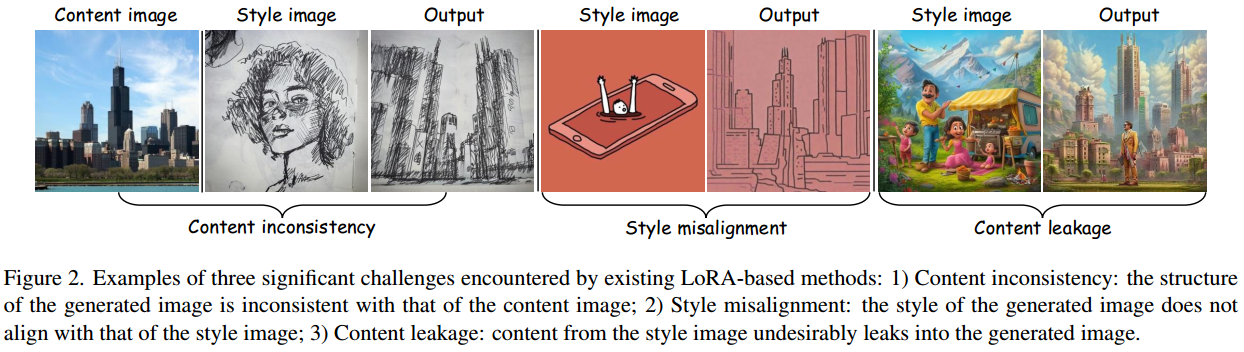 Content image Style image Output Style image Output Style image Output
Content inconsistency Style misalignment Content leakage
Figure 2. Examples of three significant challenges encountered by existing LoRA-based methods: 1) Content inconsistency: the structure
of the generated image is inconsistent with that of the content image; 2) Style misalignment: the style of the generated image does not
align with that of the style image; 3) Content leakage: content from the style image undesirably leaks into the generated image.